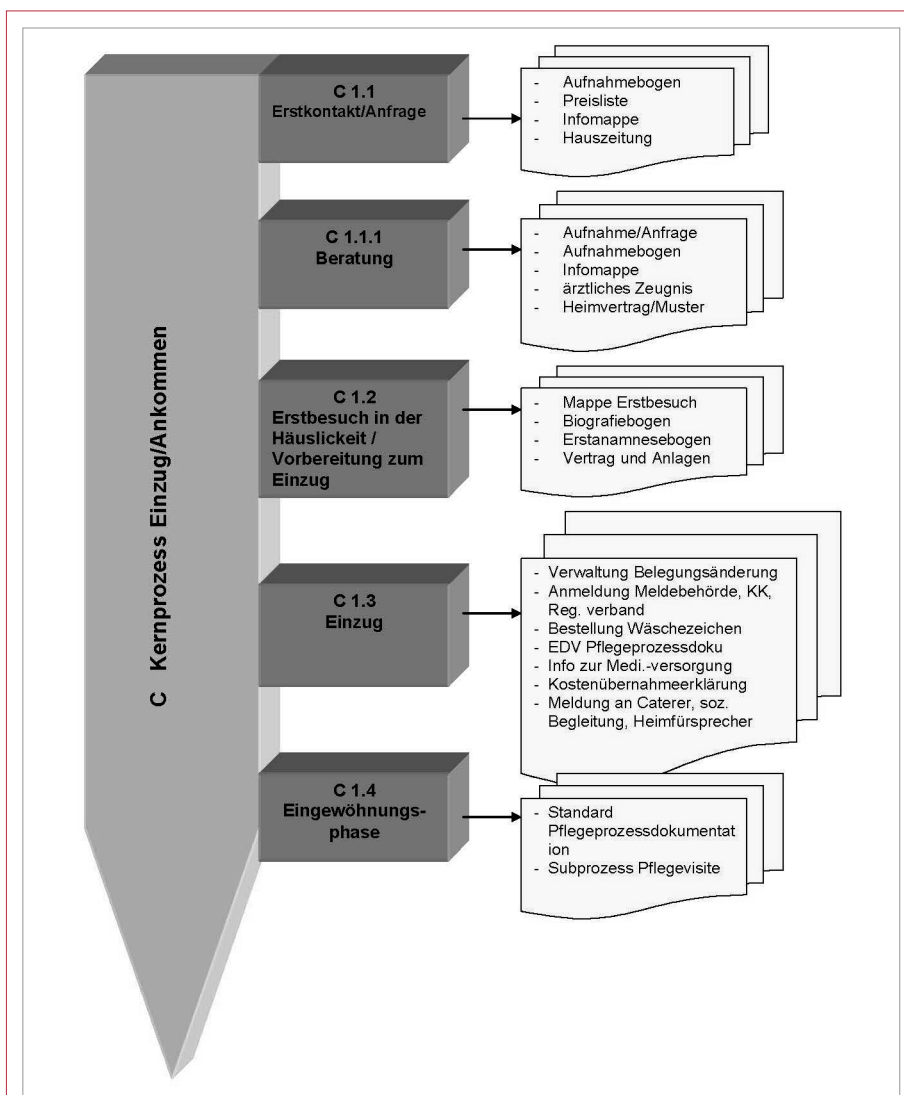 C Kernprozess Einzug/Ankommen
C 1.1
Erstkontakt/Anfrage
- Aufnahmebogen
- Preisliste
- Infomappe
- Hauszeitung
C 1.1.1
Beratung
- Aufnahme/Anfrage
- Aufnahmebogen
- Infomappe
- ärztliches Zeugnis
- Heimvertrag/Muster
C 1.2
Erstbesuch in der
Häuslickeit /
Vorbereitung zum
Einzug
- Mappe Erstbesuch
- Biografiebogen
- Erstanamnesebogen
- Vertrag und Anlagen
C 1.3
Einzug
- Verwaltung Belegungsänderung
- Anmeldung Meldebehörde, KK,
Reg. verband
- Bestellung Wäschezeichen
- EDV Pflegeprozessdoku
- Info zur Medi.-versorgung
- Kostenübernahmeerklärung
- Meldung an Caterer, soz.
Begleitung, Heimfürsprecher
C 1.4
Eingewöhnungs-
phase
- Standard
Pflegeprozessdokumentat
ion
- Subprozess Pflegevisite